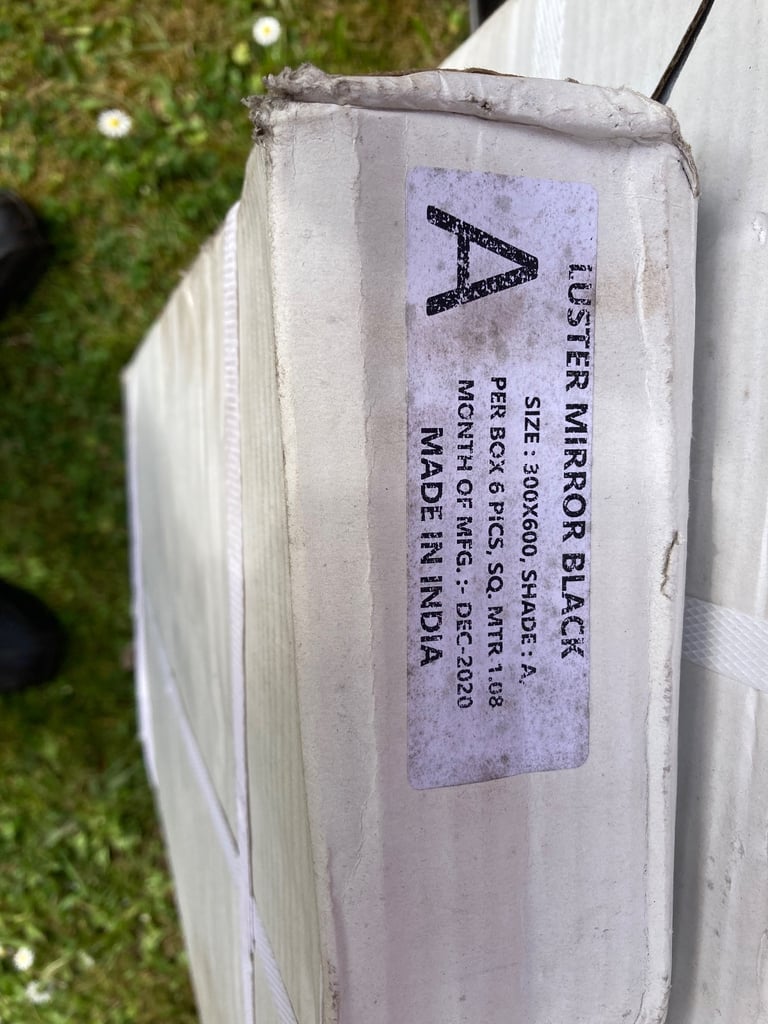 LUSTER MIRROR BLACK
A
SIZE : 300X600, SHADE : A,
PER BOX 6 PICS, SQ. MTR 1.08
MONTH OF MFG. :- DEC-2020
MADE IN INDIA